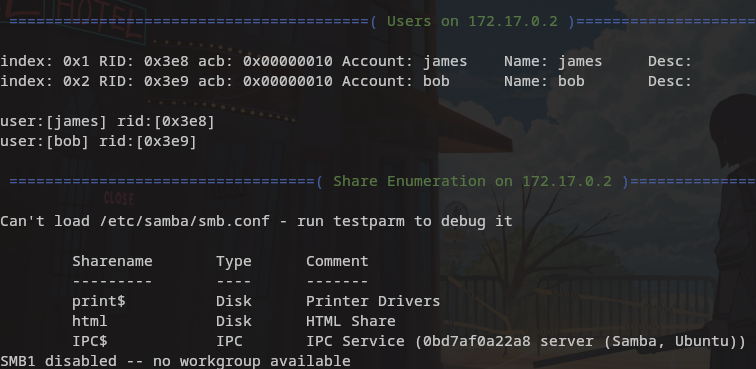 =======================================( Users on 172.17.0.2 )====================
index: 0x1 RID: 0x3e8 acb: 0x00000010 Account: james    Name: james    Desc:
index: 0x2 RID: 0x3e9 acb: 0x00000010 Account: bob    Name: bob    Desc:
user:[james] rid:[0x3e8]
user:[bob] rid:[0x3e9]
==================================( Share Enumeration on 172.17.0.2 )==============
Can't load /etc/samba/smb.conf - run testparm to debug it
Sharename    Type    Comment
---------    ----    -------
print$    Disk    Printer Drivers
html    Disk    HTML Share
IPC$    IPC    IPC Service (0bd7af0a22a8 server (Samba, Ubuntu))
SMB1 disabled -- no workgroup available
HOTEL
CLOSE